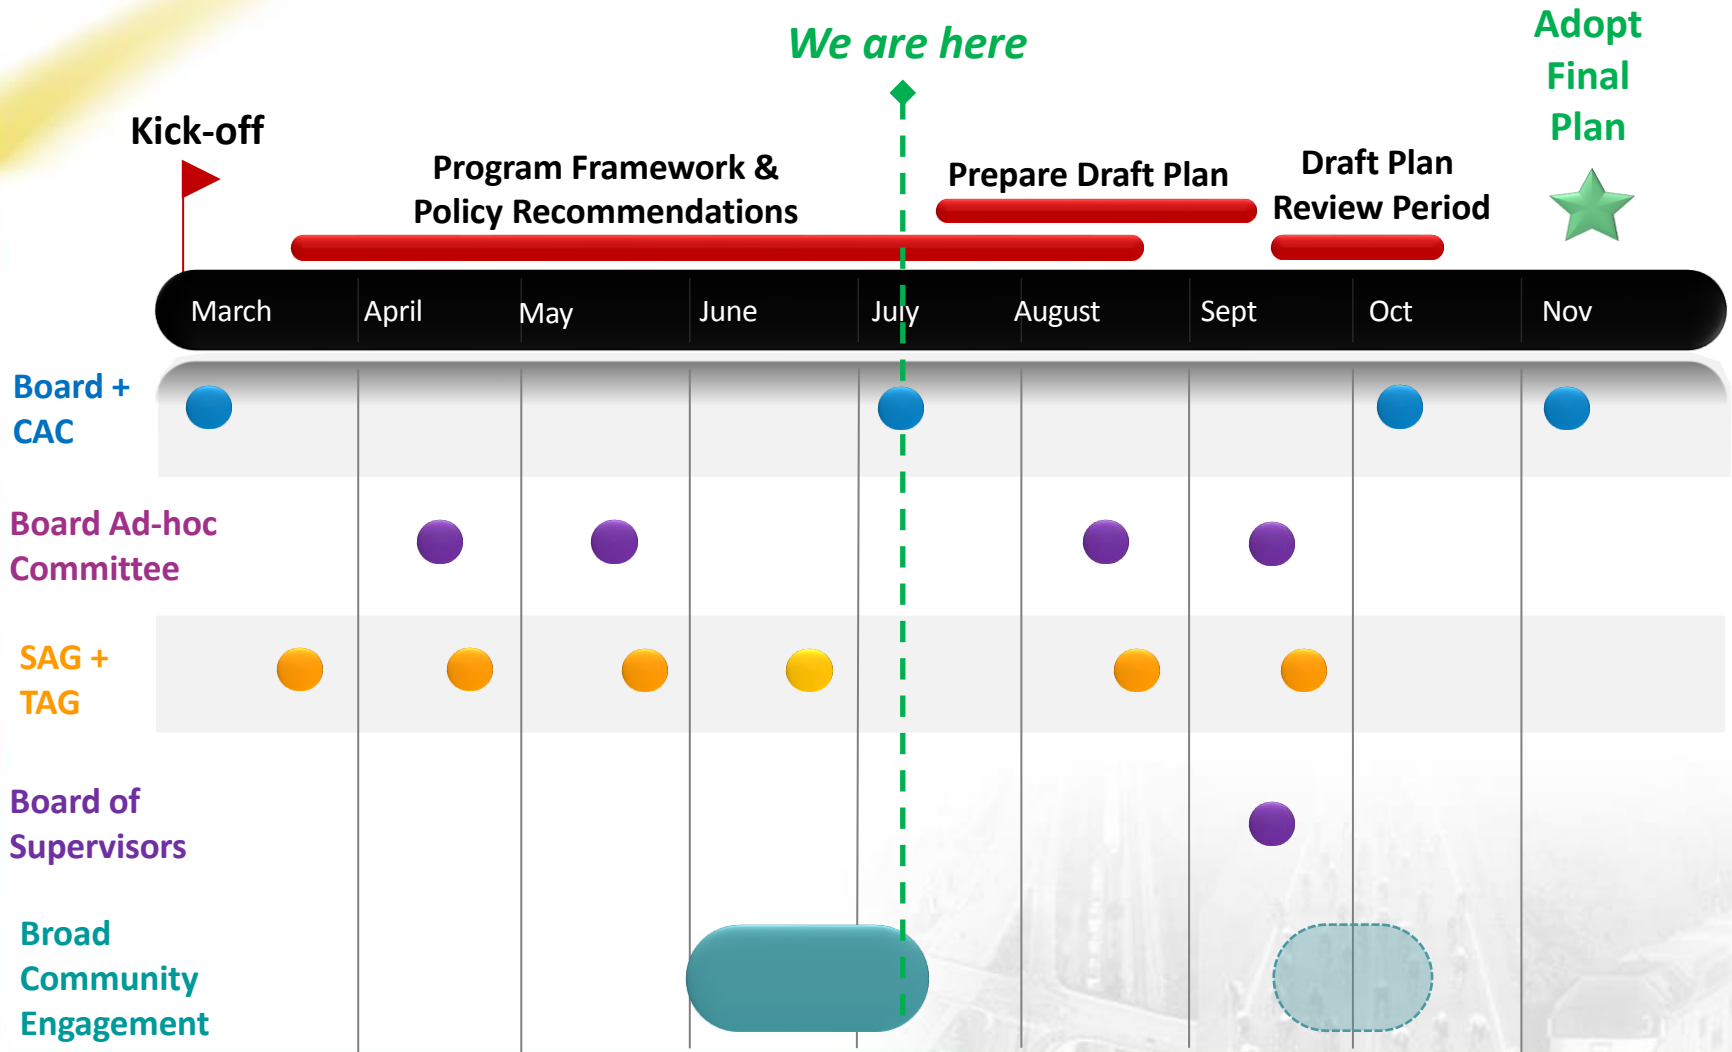 We are here
Adopt
Final
Plan
Kick-off
Program Framework &
Policy Recommendations
Prepare Draft Plan
Draft Plan
Review Period
March April May June July August Sept Oct Nov
Board +
CAC
Board Ad-hoc
Committee
SAG +
TAG
Board of
Supervisors
Broad
Community
Engagement